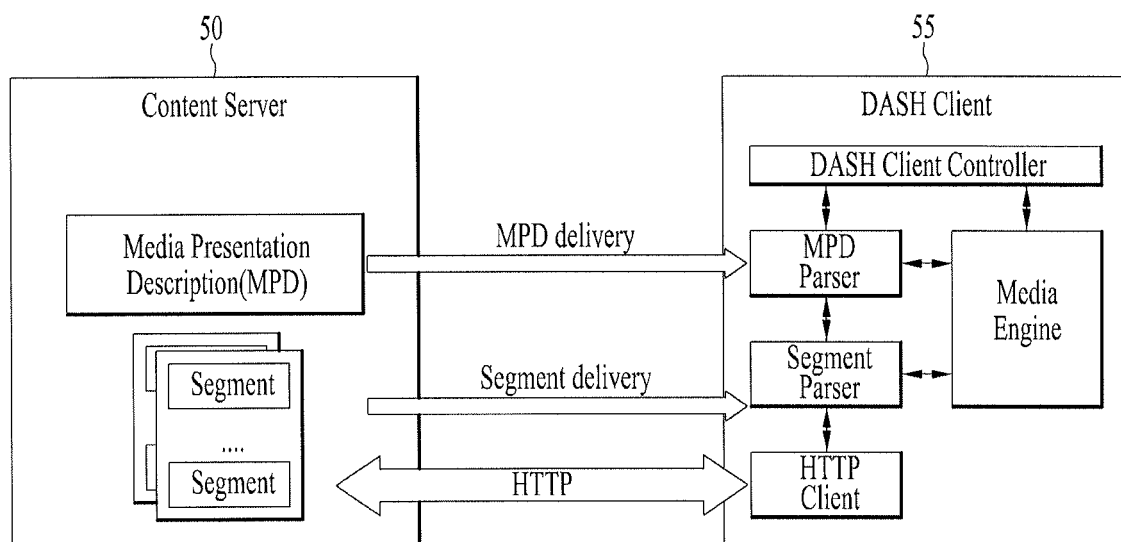 50
55
Content Server
DASH Client
DASH Client Controller
Media Presentation
Description(MPD)
MPD delivery
MPD
Parser
Media
Engine
Segment
....
Segment
Segment delivery
Segment
Parser
HTTP
HTTP
Client